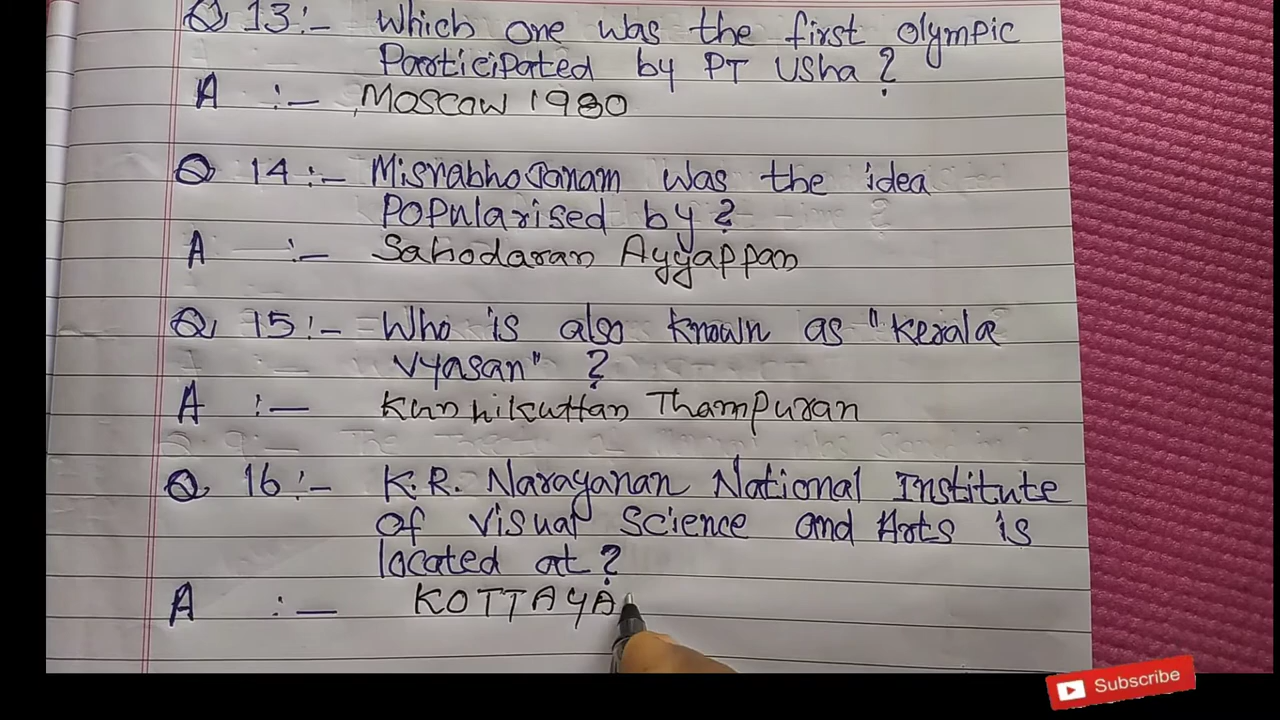 Q 13:- Which one was the first olympic
Participated by PT Usha ?
A :- Moscow 1980
Q 14:- Misrabhojanam was the idea
Popularised by ?
A :- Sahodaran Ayyappan
Q 15:- Who is also known as "Kerala
Vyasan" ?
A :- Kunhikuttan Thampuran
Q 16:- K.R. Narayanan National Institute
of Visual Science and Arts is
located at ?
A :- KOTTAYA
Subscribe